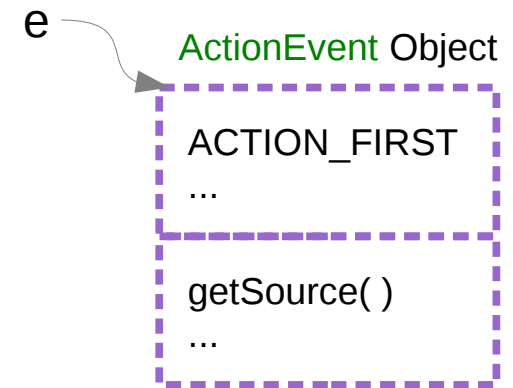 e
ActionEvent Object
ACTION_FIRST
...
getSource( )
...